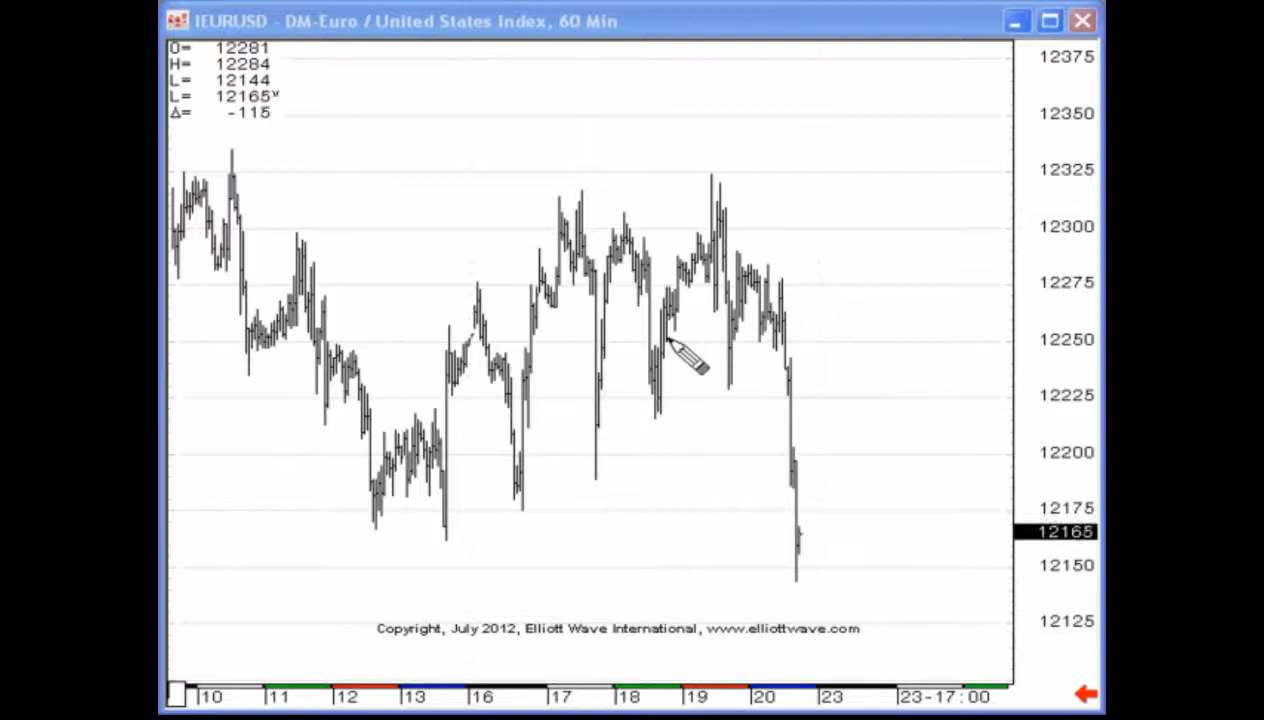 IEURUSD - DM-Euro / United States Index, 60 Min
O= 12281
H= 12284
L= 12144
L= 12165v
Δ= -115
12375
12350
12325
12300
12275
12250
12225
12200
12175
12165
12150
12125
Copyright, July 2012, Elliott Wave International, www.elliottwave.com
10 11 12 13 16 17 18 19 20 23 23-17:00